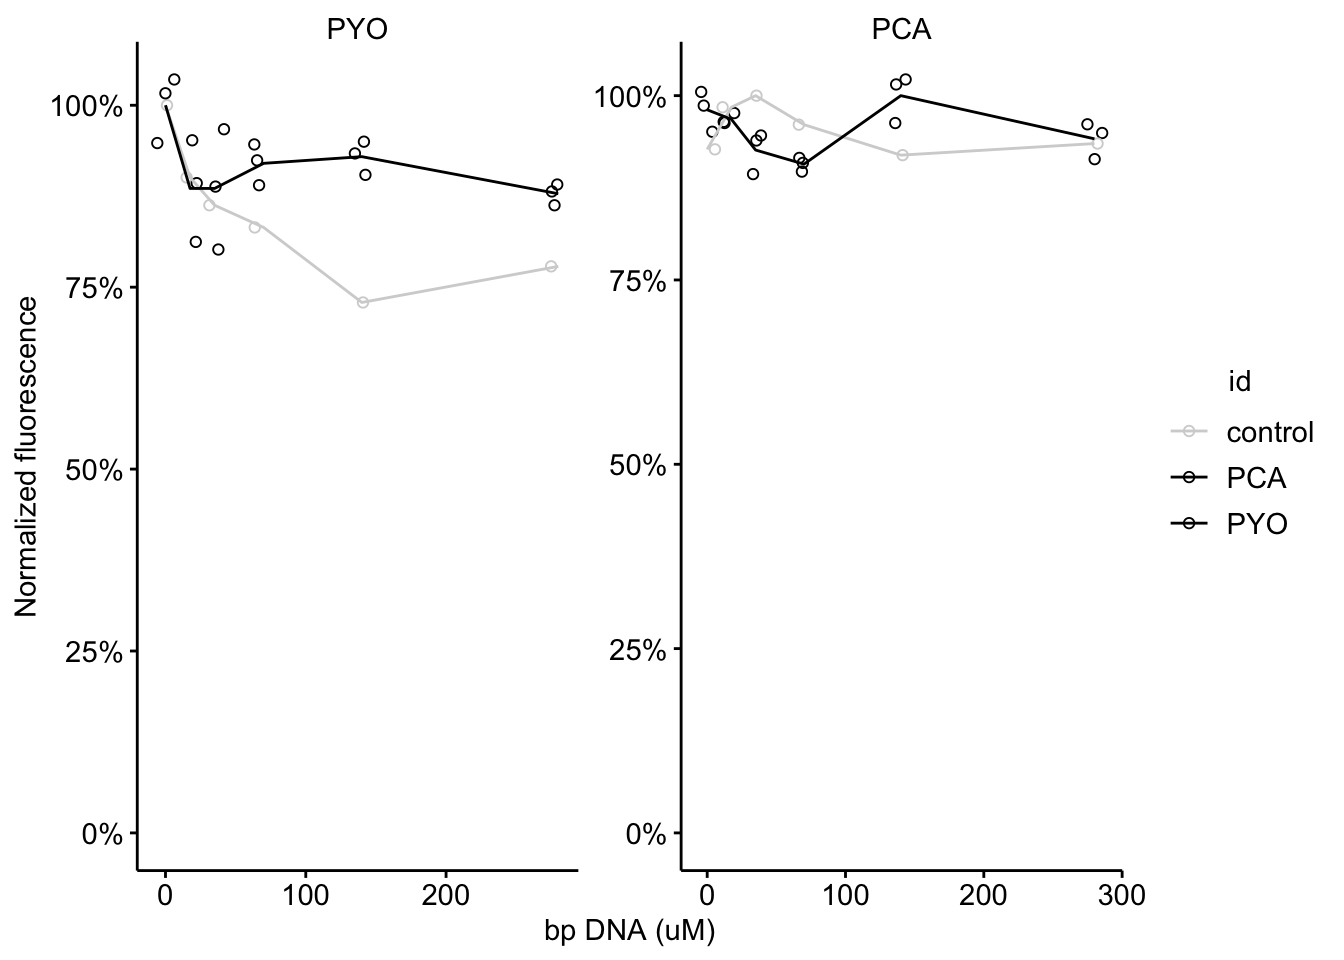 PYO
PCA
100%
75%
50%
25%
0%
100%
75%
50%
25%
0%
Normalized fluorescence
0
100
200
0
100
200
300
bp DNA (uM)
id
control
PCA
PYO